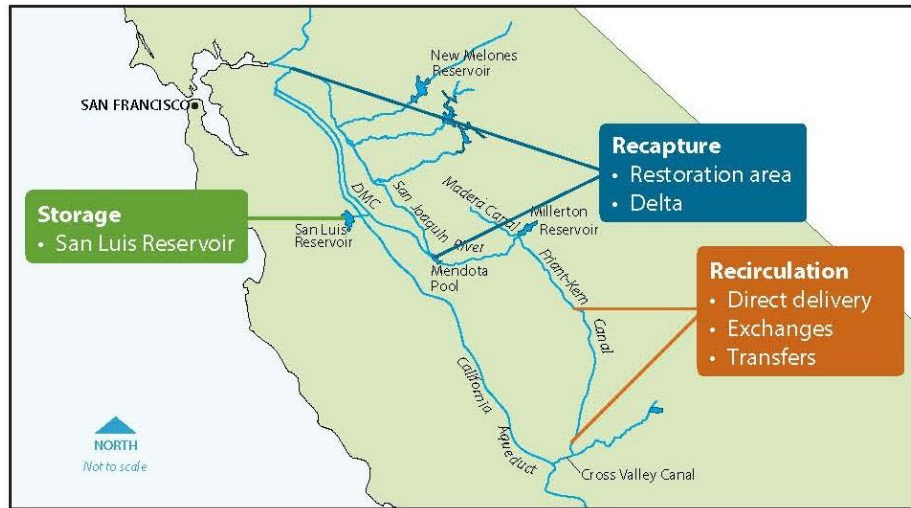 New Melones
Reservoir
SAN FRANCISCO
Recapture
• Restoration area
• Delta
Storage
• San Luis Reservoir
DMC
San Joaquin River
Madera Canal
Millerton
Reservoir
San Luis
Reservoir
Mendota
Pool
Friant-Kern
Canal
Recirculation
• Direct delivery
• Exchanges
• Transfers
California
Aqueduct
NORTH
Not to scale
Cross Valley Canal